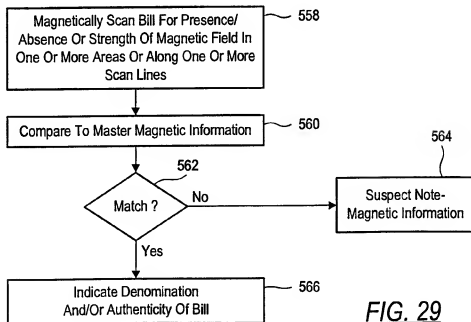 Magnetically Scan Bill For Presence/
Absence Or Strength Of Magnetic Field In
One Or More Areas Or Along One Or More
Scan Lines
558
Compare To Master Magnetic Information
560
562
564
Match ?
No
Suspect Note-
Magnetic Information
Yes
Indicate Denomination
And/Or Authenticity Of Bill
566
FIG. 29